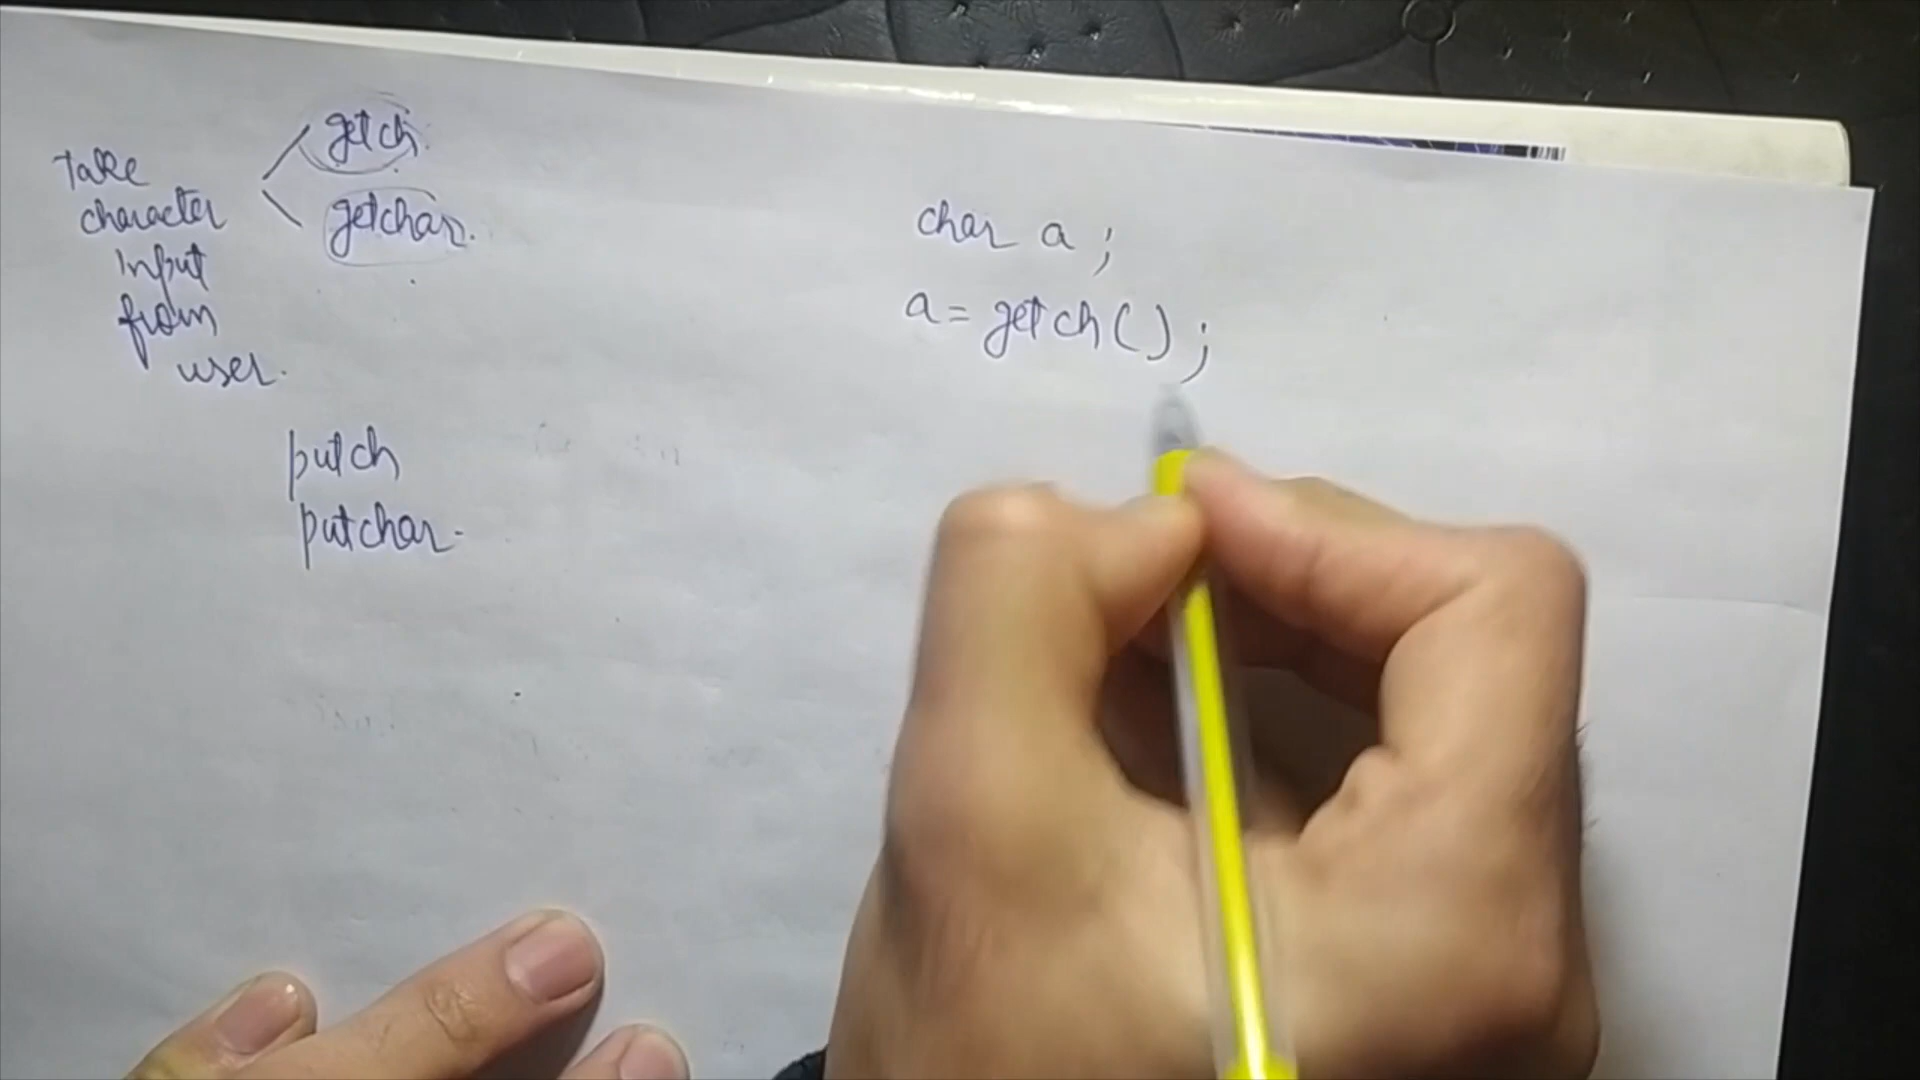 Take
character
Input
from
user.
getch.
getchar.
putch
putchar.
char a ;
a = getch() ;